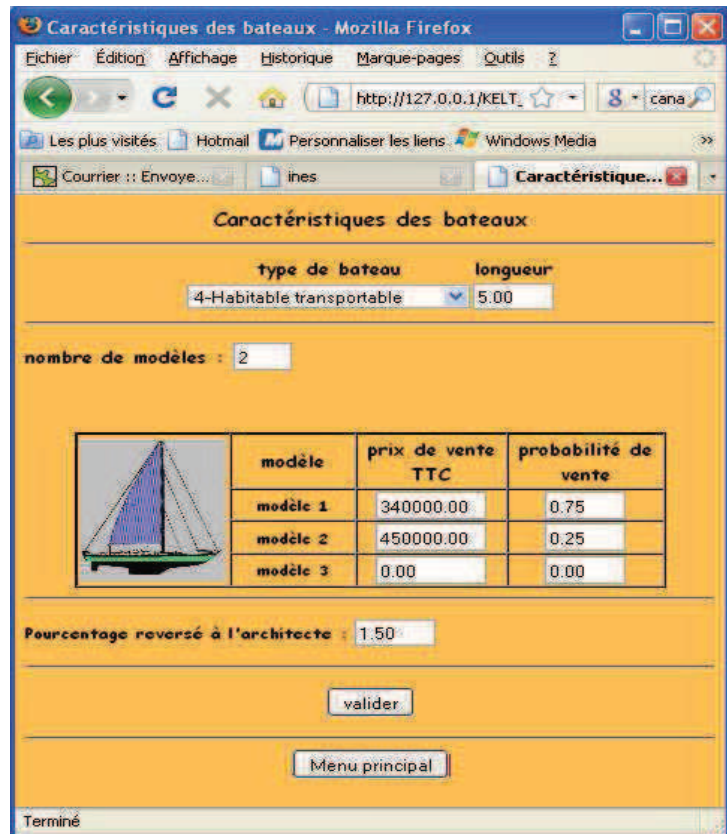 Caractéristiques des bateaux - Mozilla Firefox
Fichier Édition Affichage Historique Marque-pages Outils ?
http://127.0.0.1/KELT_ cana
Les plus visités Hotmail Personnaliser les liens Windows Media »
Courrier :: Envoye... ines Caractéristique...
Caractéristiques des bateaux
type de bateau longueur
4-Habitable transportable 5.00
nombre de modèles : 2
modèle prix de vente TTC probabilité de vente
modèle 1 340000.00 0.75
modèle 2 450000.00 0.25
modèle 3 0.00 0.00
Pourcentage reversé à l'architecte : 1.50
valider
Menu principal
Terminé